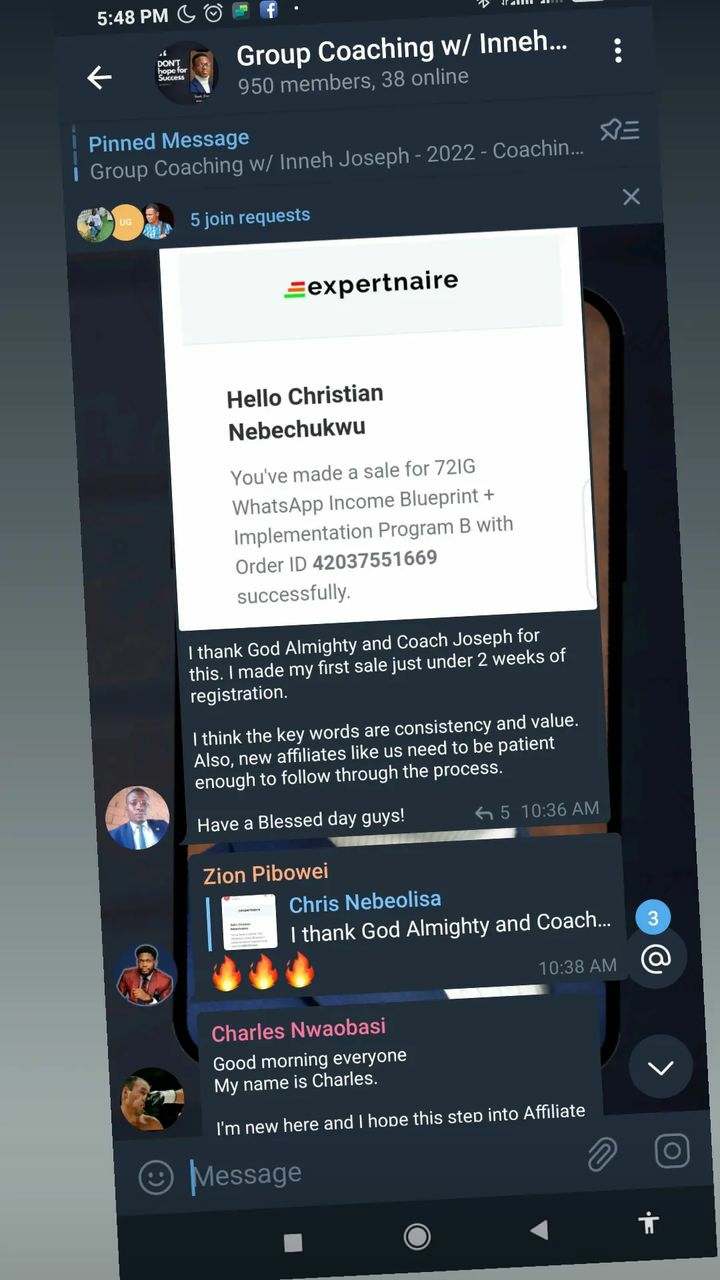 5:48 PM
Group Coaching w/ Inneh...
950 members, 38 online
“
DON'T
hope for
Success
Pinned Message
Group Coaching w/ Inneh Joseph - 2022 - Coachin...
IJG
5 join requests
expertnaire
Hello Christian
Nebechukwu
You've made a sale for 72IG
WhatsApp Income Blueprint +
Implementation Program B with
Order ID 42037551669
successfully.
I thank God Almighty and Coach Joseph for
this. I made my first sale just under 2 weeks of
registration.
I think the key words are consistency and value.
Also, new affiliates like us need to be patient
enough to follow through the process.
Have a Blessed day guys!
5 10:36 AM
Zion Pibowei
Chris Nebeolisa
I thank God Almighty and Coach...
🔥🔥🔥
10:38 AM
3
@
Charles Nwaobasi
Good morning everyone
My name is Charles.
I'm new here and I hope this step into Affiliate
Message